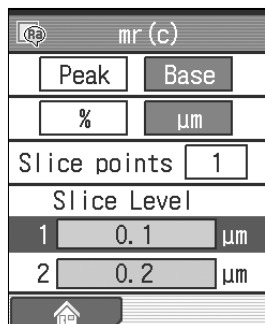 Ra mr(c)
Peak Base
% µm
Slice points 1
Slice Level
1 0.1 µm
2 0.2 µm